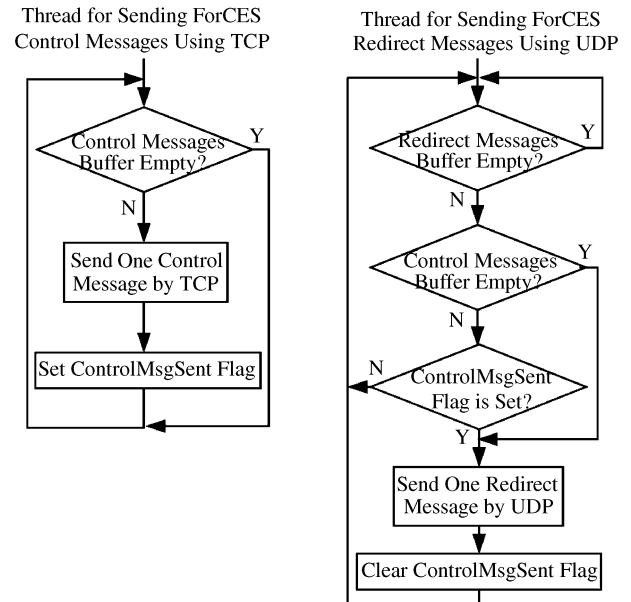 Thread for Sending ForCES
Control Messages Using TCP
Control Messages
Buffer Empty?
Y
N
Send One Control
Message by TCP
Set ControlMsgSent Flag
Thread for Sending ForCES
Redirect Messages Using UDP
Redirect Messages
Buffer Empty?
Y
N
Control Messages
Buffer Empty?
Y
N
ControlMsgSent
Flag is Set?
N
Y
Send One Redirect
Message by UDP
Clear ControlMsgSent Flag